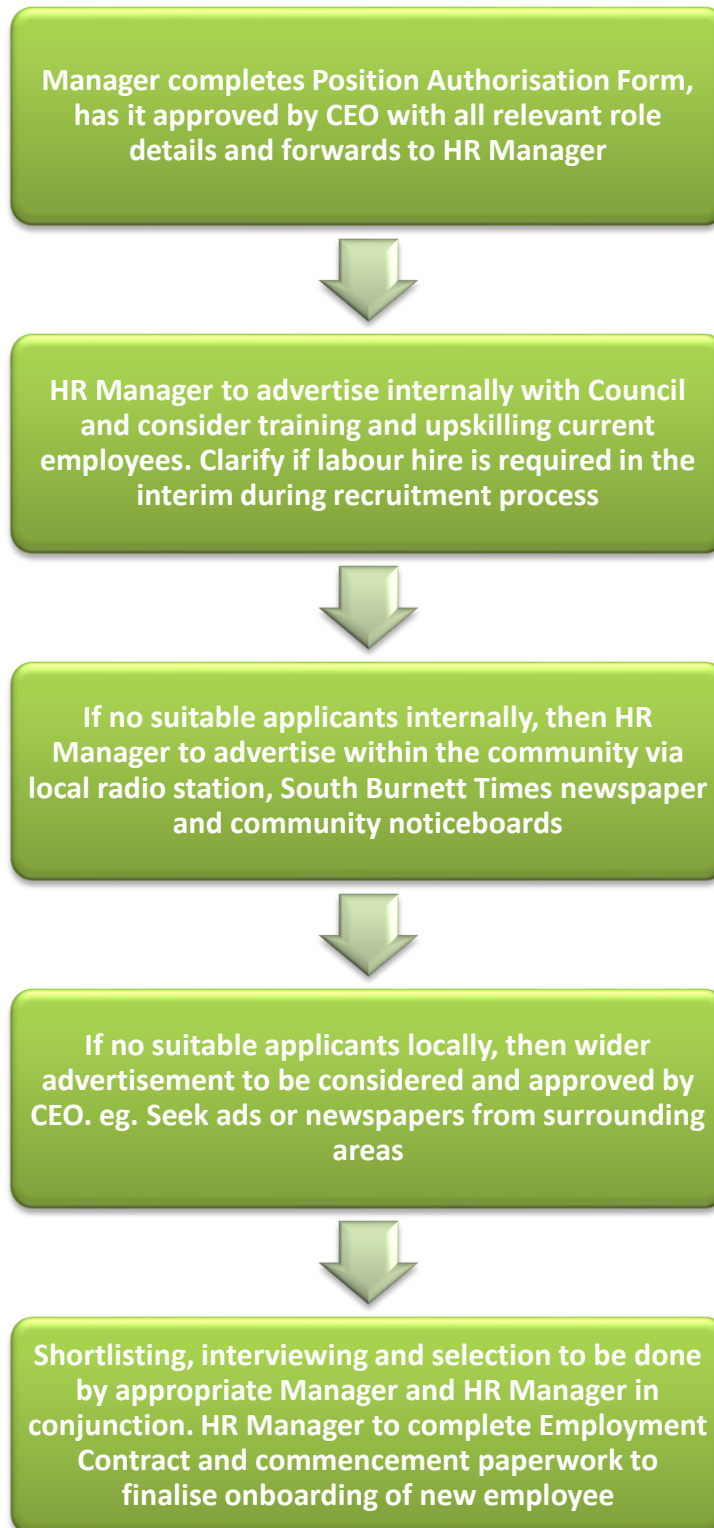 Manager completes Position Authorisation Form,
has it approved by CEO with all relevant role
details and forwards to HR Manager
HR Manager to advertise internally with Council
and consider training and upskilling current
employees. Clarify if labour hire is required in the
interim during recruitment process
If no suitable applicants internally, then HR
Manager to advertise within the community via
local radio station, South Burnett Times newspaper
and community noticeboards
If no suitable applicants locally, then wider
advertisement to be considered and approved by
CEO. eg. Seek ads or newspapers from surrounding
areas
Shortlisting, interviewing and selection to be done
by appropriate Manager and HR Manager in
conjunction. HR Manager to complete Employment
Contract and commencement paperwork to
finalise onboarding of new employee